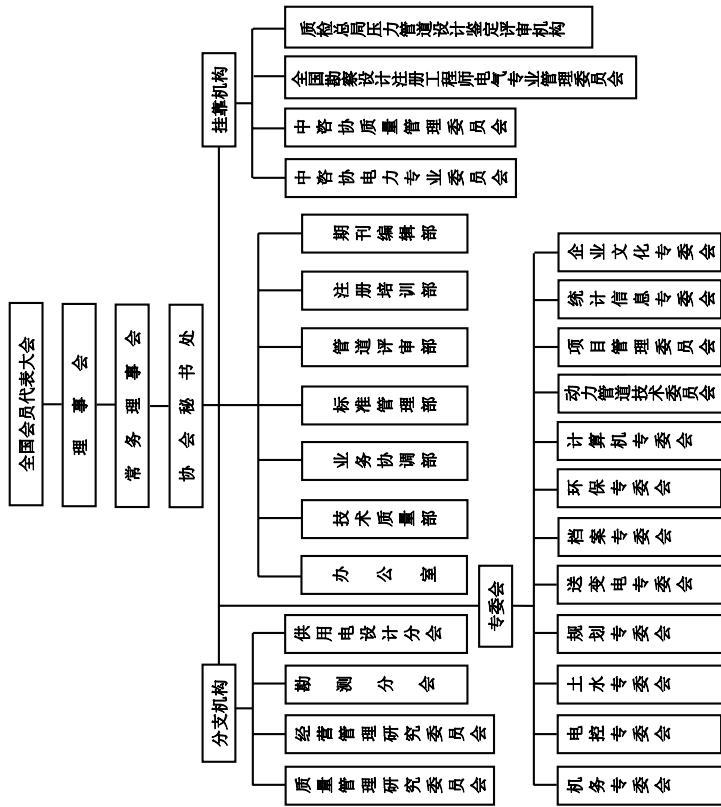 全国会员代表大会
理事会
常务理事会
协会秘书处
分支机构
挂靠机构
质量管理研究委员会
经营管理研究委员会
勘测分会
供用电设计分会
办公室
技术质量部
业务协调部
标准管理部
管道评审部
注册培训部
期刊编辑部
中咨协电力专业委员会
中咨协质量管理委员会
全国勘察设计注册工程师电气专业管理委员会
质检总局压力管道设计鉴定评审机构
专委会
机务专委会
电控专委会
土水专委会
规划专委会
送变电专委会
档案专委会
环保专委会
计算机专委会
动力管道技术委员会
项目管理委员会
统计信息专委会
企业文化专委会